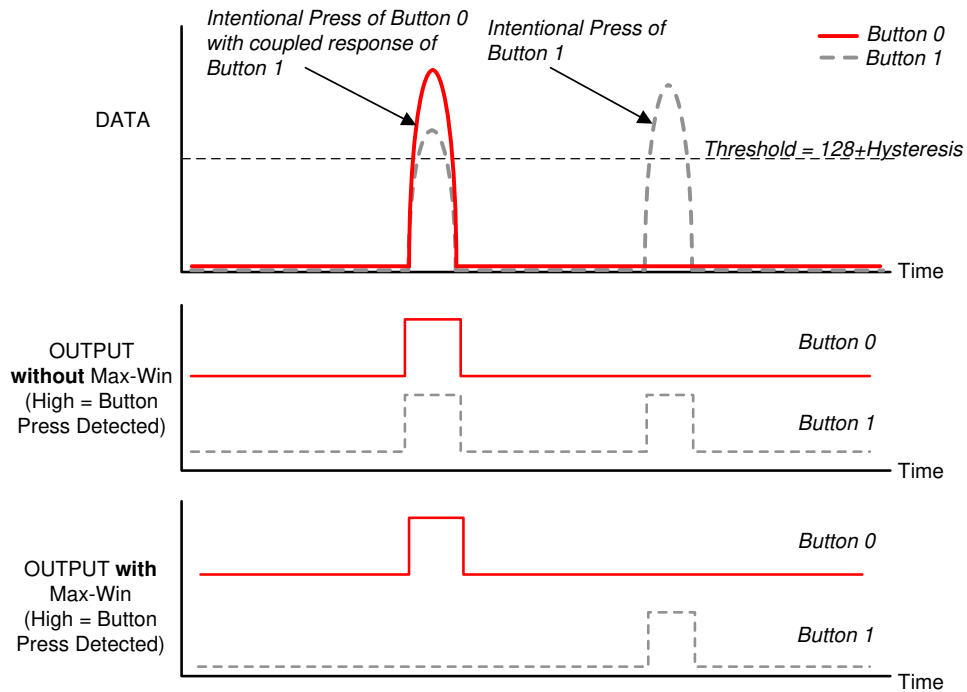 Intentional Press of Button 0
with coupled response of
Button 1
Intentional Press of
Button 1
Button 0
Button 1
DATA
Threshold = 128+Hysteresis
Time
OUTPUT
without Max-Win
(High = Button
Press Detected)
Button 0
Button 1
Time
OUTPUT with
Max-Win
(High = Button
Press Detected)
Button 0
Button 1
Time